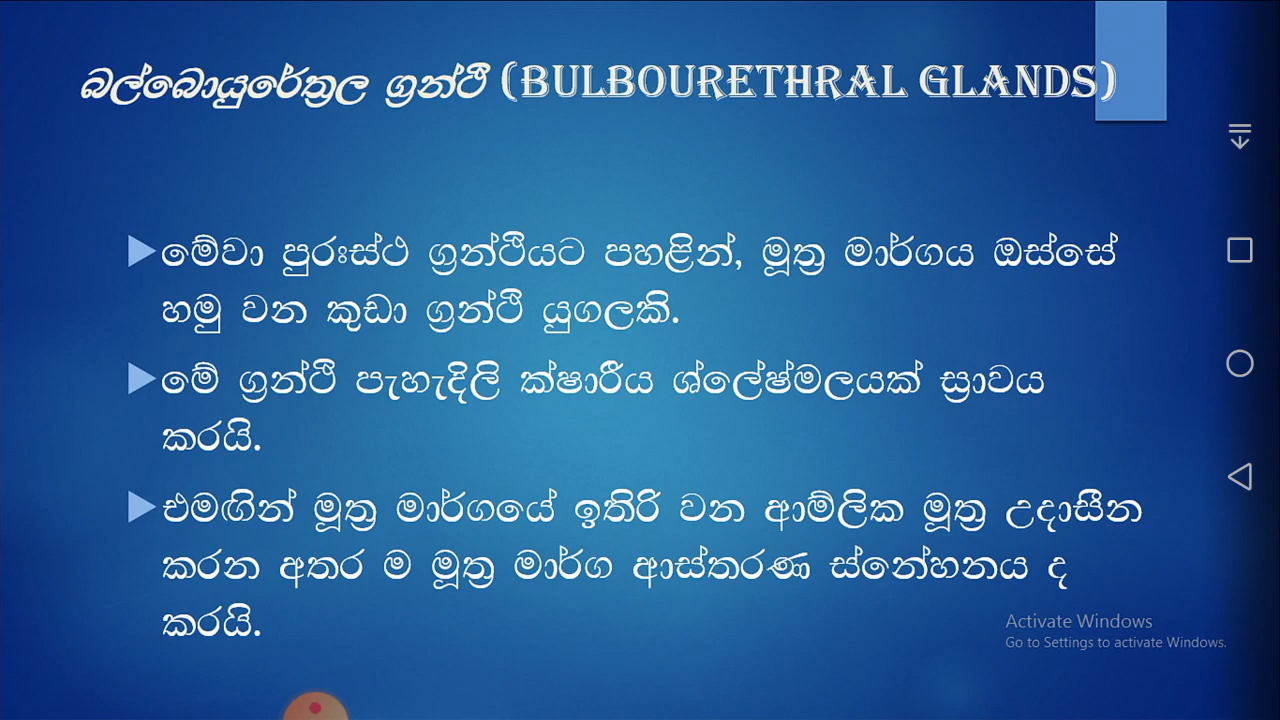 බල්බොයුරේත්‍රල ග්‍රන්ථි (BULBOURETHRAL GLANDS)
මේවා පුරඃස්ථ ග්‍රන්ථියට පහළින්, මූත්‍ර මාර්ගය ඔස්සේ
හමු වන කුඩා ග්‍රන්ථි යුගලකි.
මේ ග්‍රන්ථි පැහැදිලි ක්ෂාරීය ශ්ලේෂ්මලයක් ස්‍රාවය
කරයි.
එමඟින් මූත්‍ර මාර්ගයේ ඉතිරි වන ආම්ලික මූත්‍ර උදාසීන
කරන අතර ම මූත්‍ර මාර්ග ආස්තරණ ස්නේහනය ද
කරයි.
Activate Windows
Go to Settings to activate Windows.